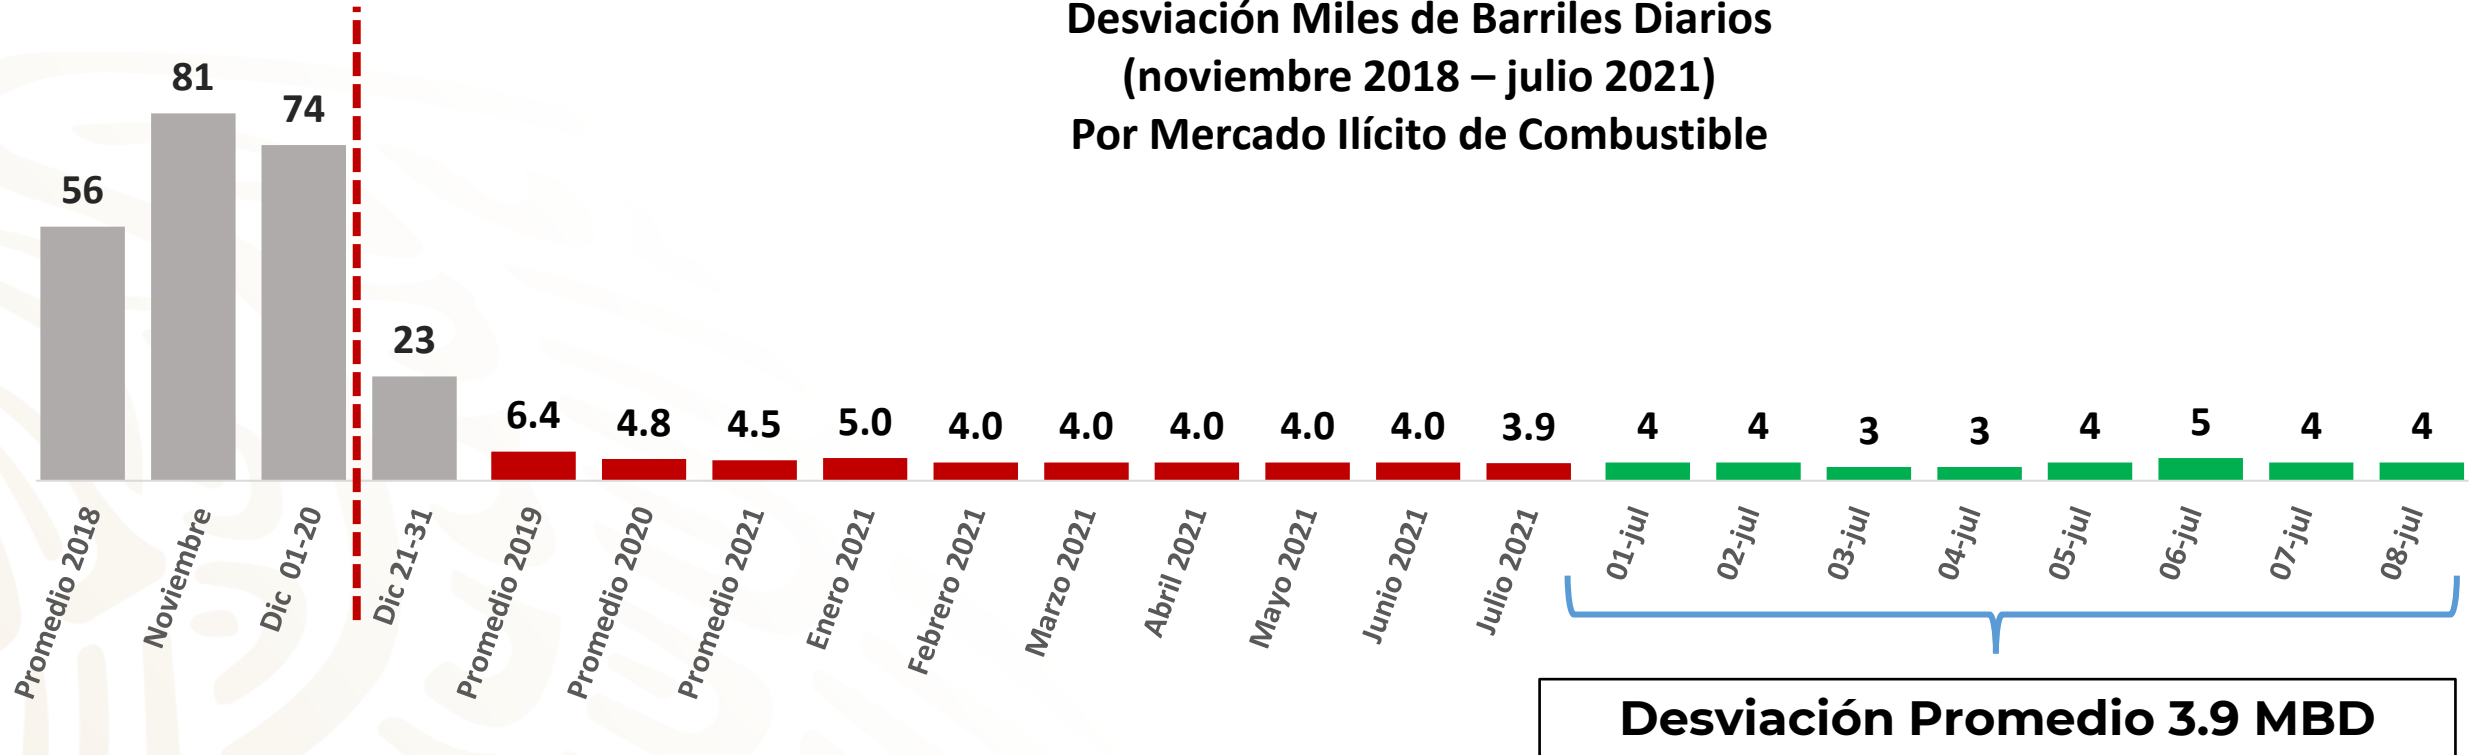 Desviación Miles de Barriles Diarios
(noviembre 2018 – julio 2021)
Por Mercado Ilícito de Combustible
56
81
74
23
6.4
4.8
4.5
5.0
4.0
4.0
4.0
4.0
4.0
3.9
4
4
3
3
4
5
4
4
Promedio 2018
Noviembre
Dic 01-20
Dic 21-31
Promedio 2019
Promedio 2020
Promedio 2021
Enero 2021
Febrero 2021
Marzo 2021
Abril 2021
Mayo 2021
Junio 2021
Julio 2021
01-jul
02-jul
03-jul
04-jul
05-jul
06-jul
07-jul
08-jul
Desviación Promedio 3.9 MBD